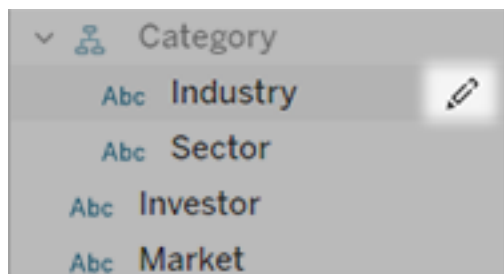 Category
Abc Industry
Abc Sector
Abc Investor
Abc Market